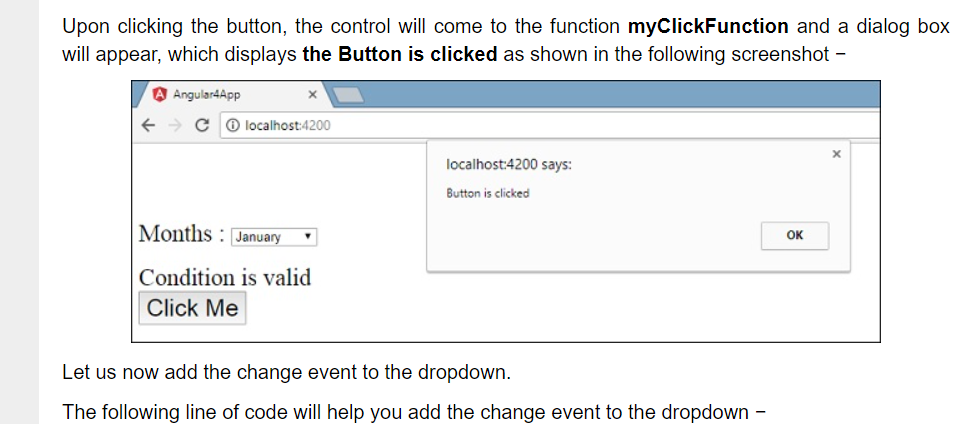 Upon clicking the button, the control will come to the function myClickFunction and a dialog box
will appear, which displays the Button is clicked as shown in the following screenshot −
Angular4App
localhost:4200
localhost:4200 says:
Button is clicked
OK
Months : January
Condition is valid
Click Me
Let us now add the change event to the dropdown.
The following line of code will help you add the change event to the dropdown −